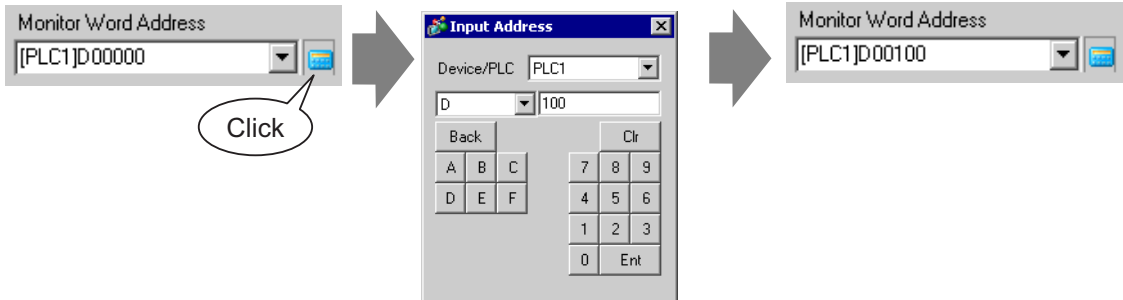 Monitor Word Address
[PLC1]D00000
Click
Input Address
Device/PLC PLC1
D 100
Back Clr
A B C 7 8 9
D E F 4 5 6
1 2 3
0 Ent
Monitor Word Address
[PLC1]D00100